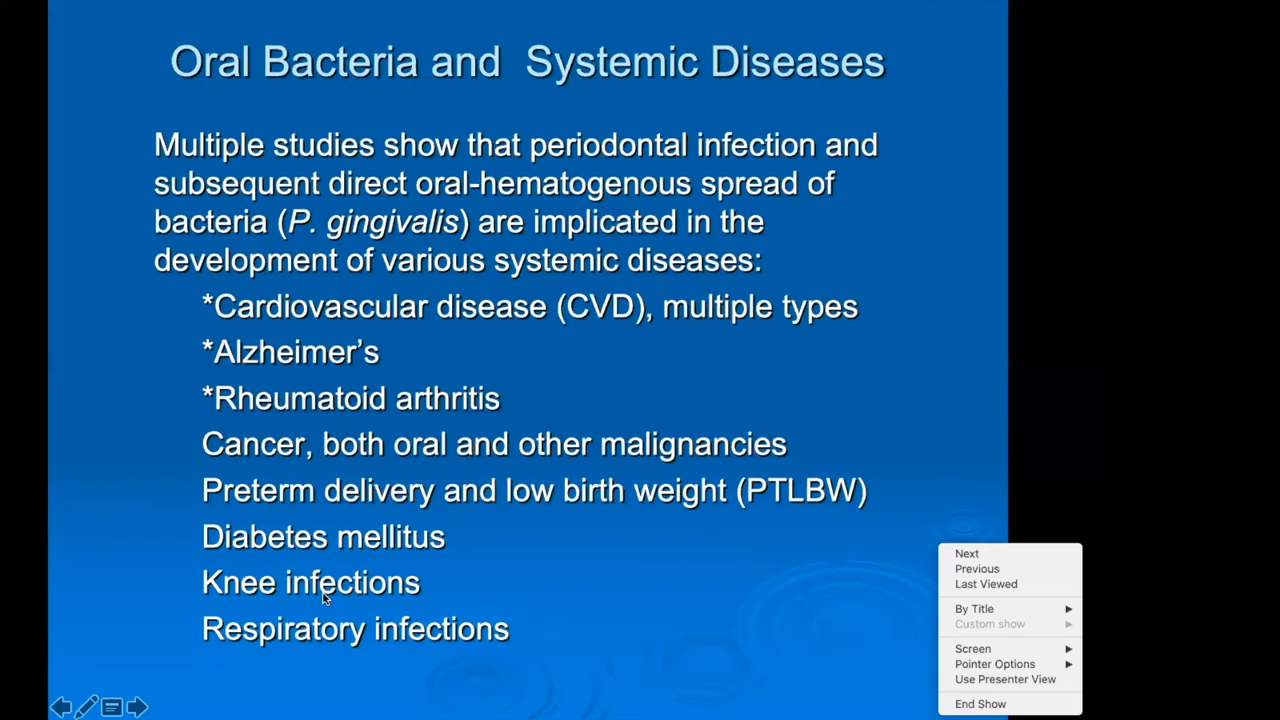 Oral Bacteria and  Systemic Diseases
Multiple studies show that periodontal infection and
subsequent direct oral-hematogenous spread of
bacteria (P. gingivalis) are implicated in the
development of various systemic diseases:
*Cardiovascular disease (CVD), multiple types
*Alzheimer’s
*Rheumatoid arthritis
Cancer, both oral and other malignancies
Preterm delivery and low birth weight (PTLBW)
Diabetes mellitus
Knee infections
Respiratory infections
Next
Previous
Last Viewed
By Title
Custom show
Screen
Pointer Options
Use Presenter View
End Show